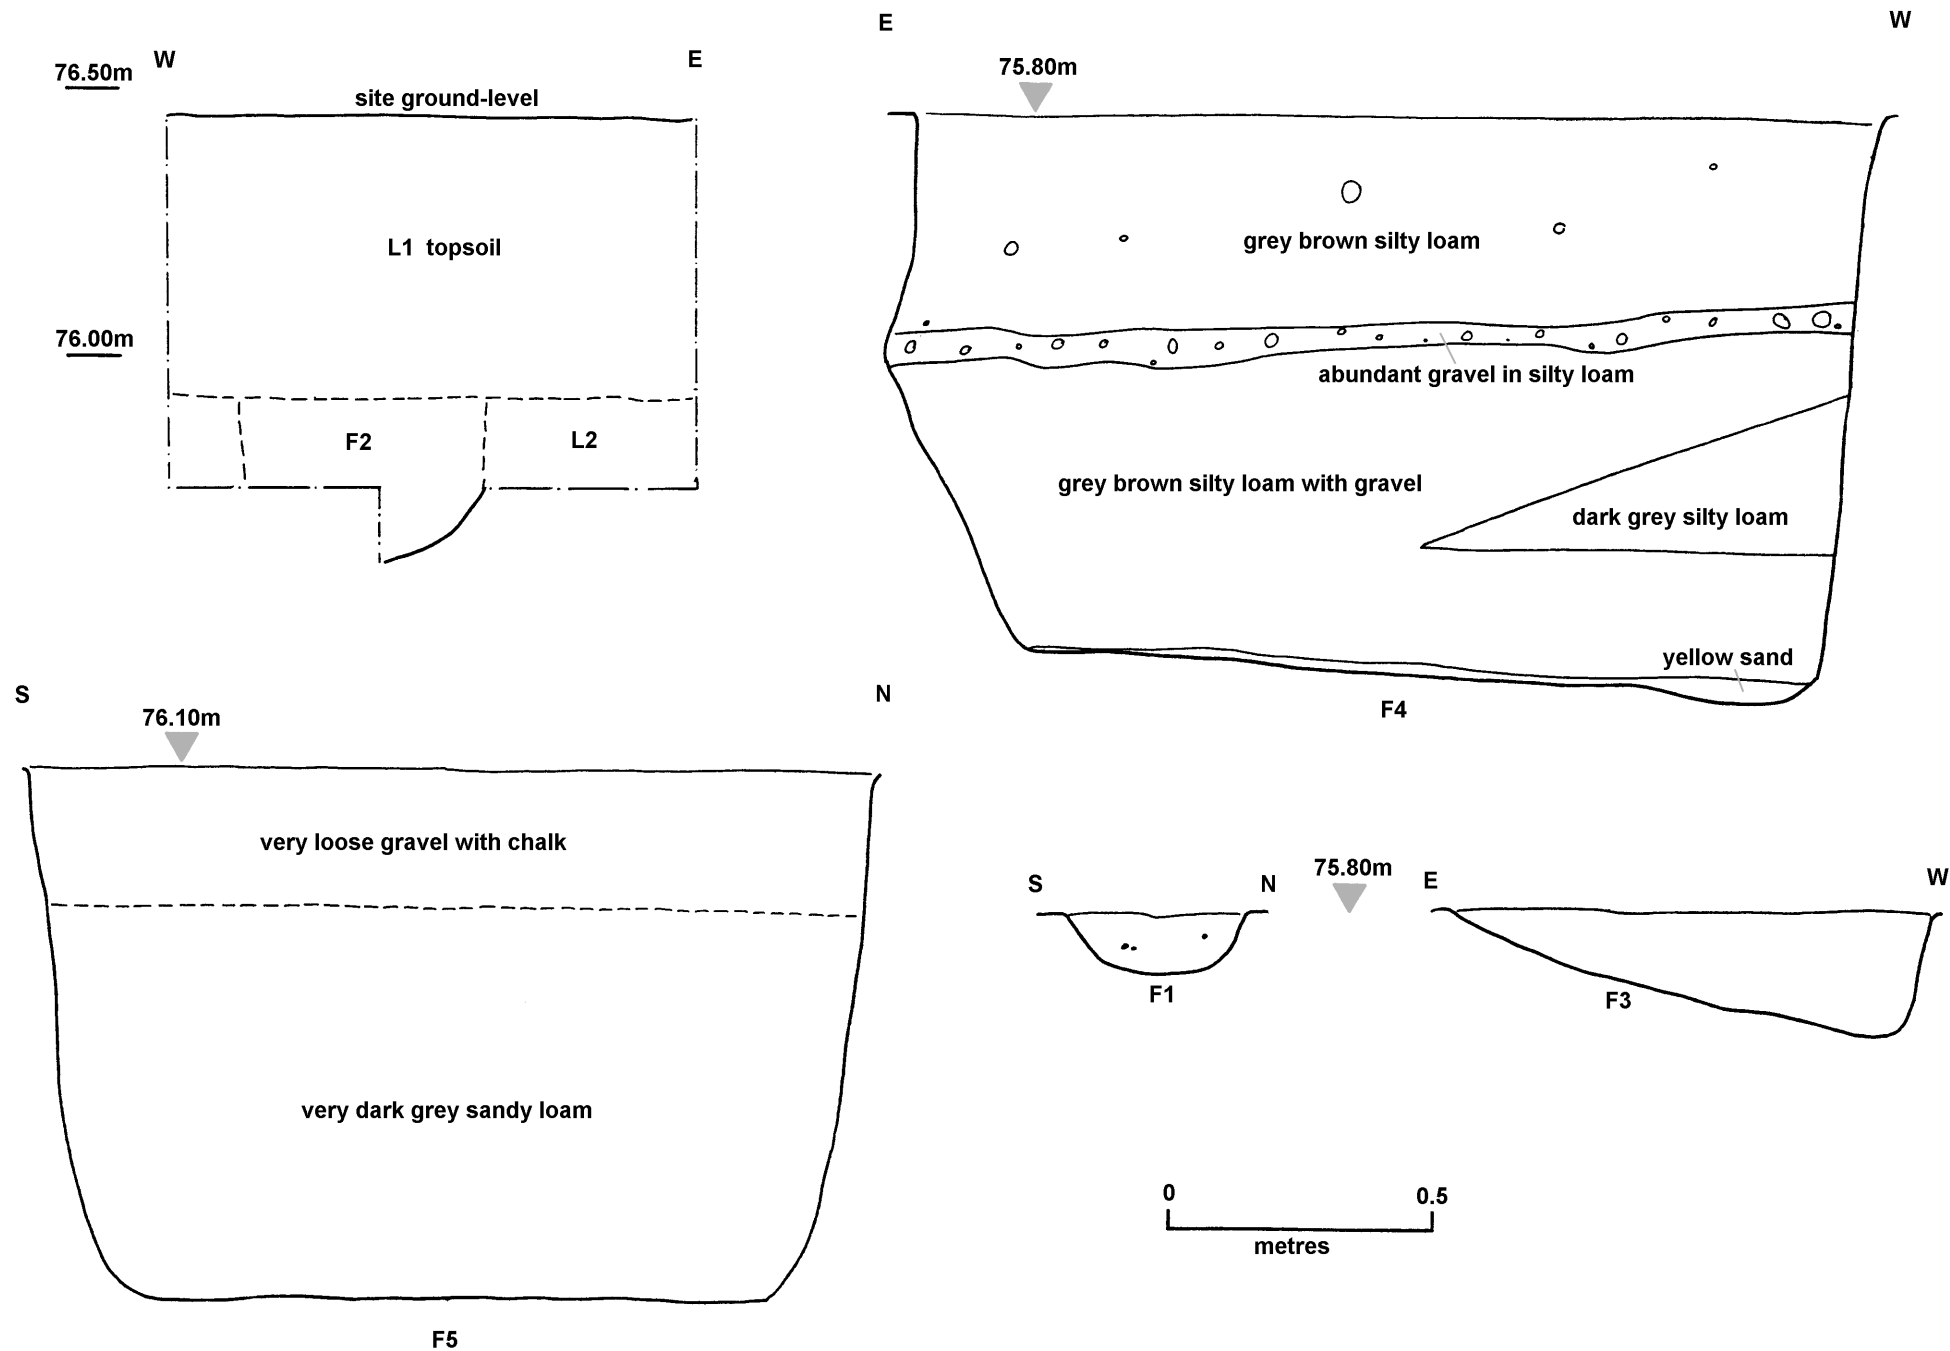 W
E
76.50m
site ground-level
L1 topsoil
76.00m
F2
L2
E
W
75.80m
grey brown silty loam
abundant gravel in silty loam
grey brown silty loam with gravel
dark grey silty loam
yellow sand
F4
S
N
76.10m
very loose gravel with chalk
very dark grey sandy loam
F5
S
N
F1
75.80m
E
W
F3
0
0.5
metres